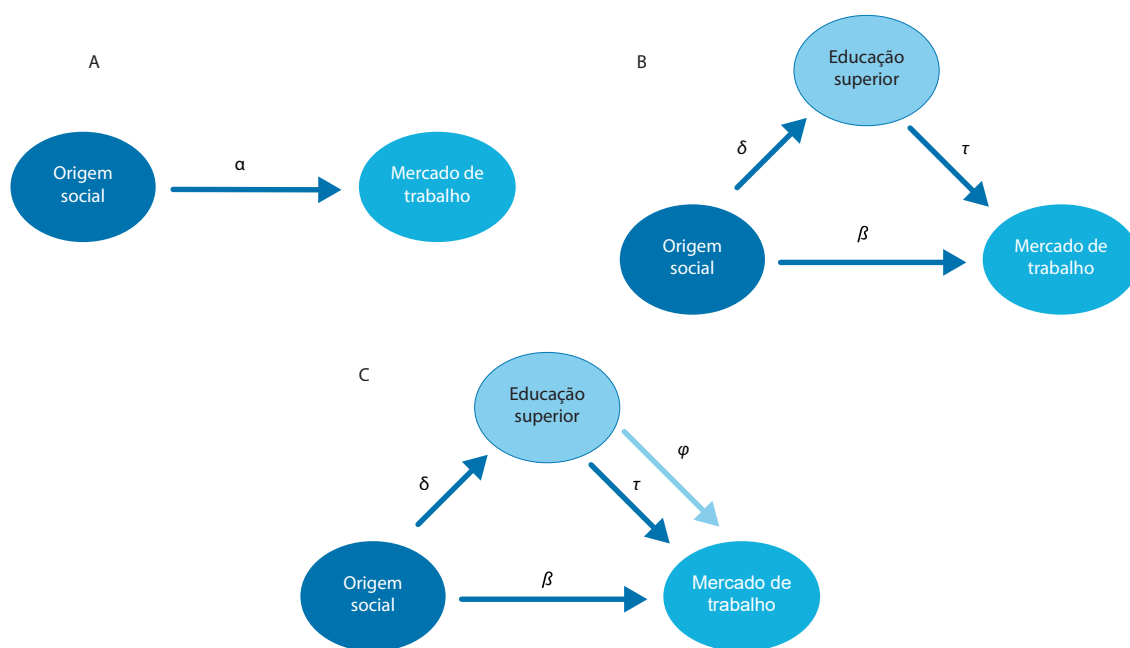 A
Origem
social
α
Mercado de
trabalho
B
Educação
superior
δ
τ
Origem
social
β
Mercado de
trabalho
C
Educação
superior
δ
τ
φ
Origem
social
β
Mercado de
trabalho